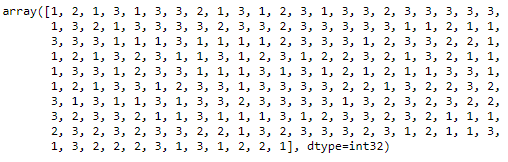 array([1, 2, 1, 3, 1, 3, 3, 2, 1, 3, 1, 2, 3, 1, 3, 3, 2, 3, 3, 3, 3, 3,
1, 3, 2, 1, 3, 3, 3, 3, 2, 3, 3, 2, 3, 3, 3, 3, 3, 1, 1, 2, 1, 1,
3, 3, 3, 1, 1, 1, 3, 1, 1, 1, 1, 2, 3, 3, 3, 1, 2, 3, 3, 2, 2, 1,
1, 2, 1, 3, 2, 3, 1, 1, 3, 1, 2, 3, 1, 2, 2, 3, 2, 1, 3, 2, 1, 1,
1, 3, 3, 1, 2, 3, 3, 1, 1, 1, 3, 1, 3, 1, 2, 1, 2, 1, 1, 3, 3, 1,
1, 2, 1, 3, 3, 1, 2, 3, 3, 1, 3, 3, 3, 3, 3, 2, 2, 1, 3, 2, 3, 2,
3, 1, 3, 1, 1, 3, 1, 3, 3, 2, 3, 3, 3, 3, 1, 3, 2, 3, 2, 3, 2, 2,
3, 2, 3, 3, 2, 1, 1, 3, 1, 1, 3, 3, 1, 2, 3, 3, 2, 3, 2, 1, 1, 1,
2, 3, 2, 3, 2, 3, 3, 2, 2, 1, 3, 2, 3, 3, 3, 2, 3, 1, 2, 1, 1, 3,
1, 3, 2, 2, 2, 3, 1, 3, 1, 2, 2, 1], dtype=int32)